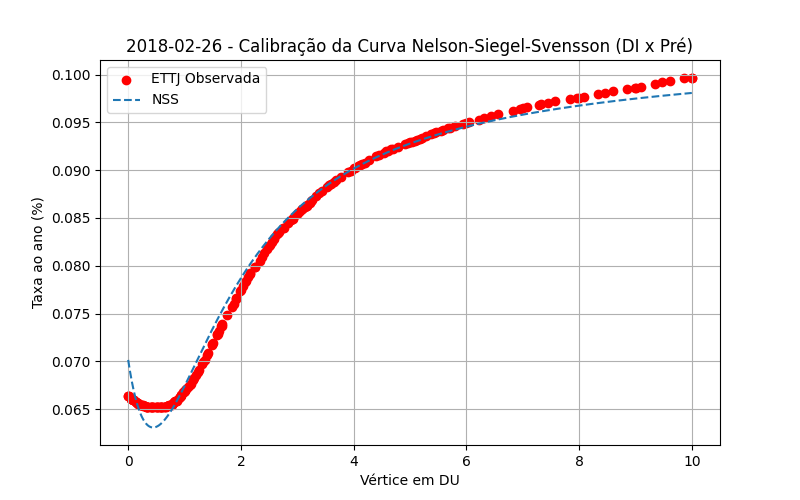 2018-02-26 - Calibração da Curva Nelson-Siegel-Svensson (DI x Pré)
ETTJ Observada
NSS
Taxa ao ano (%)
0.100
0.095
0.090
0.085
0.080
0.075
0.070
0.065
0
2
4
6
8
10
Vértice em DU